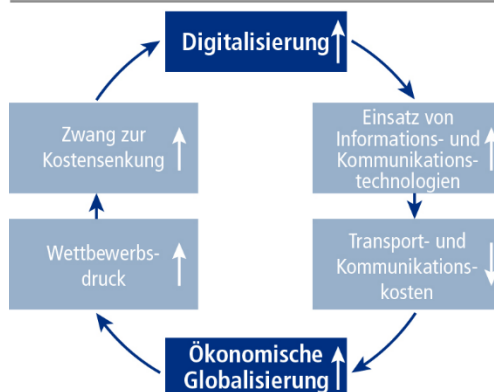 Digitalisierung
Einsatz von
Informations- und
Kommunikations-
technologien
Transport- und
Kommunikations-
kosten
Ökonomische
Globalisierung
Wettbewerbs-
druck
Zwang zur
Kostensenkung